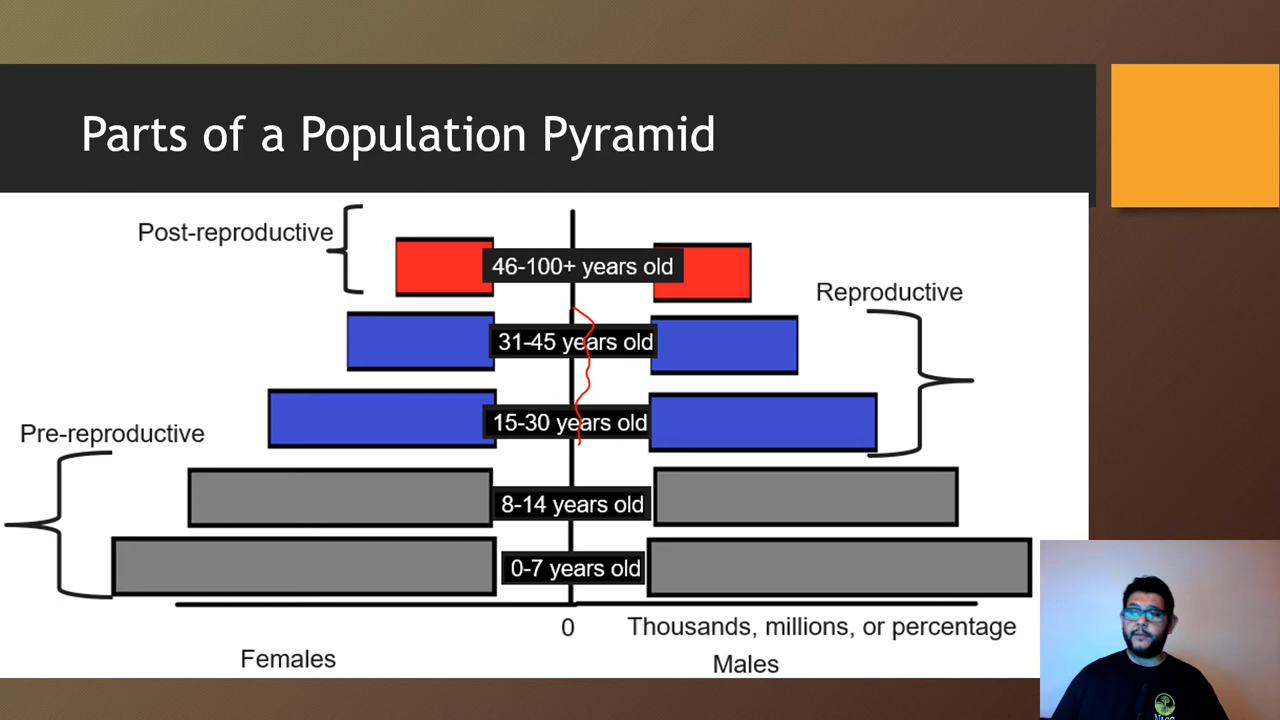 Parts of a Population Pyramid
Post-reproductive
46-100+ years old
Reproductive
31-45 years old
15-30 years old
Pre-reproductive
8-14 years old
0-7 years old
0
Thousands, millions, or percentage
Females
Males